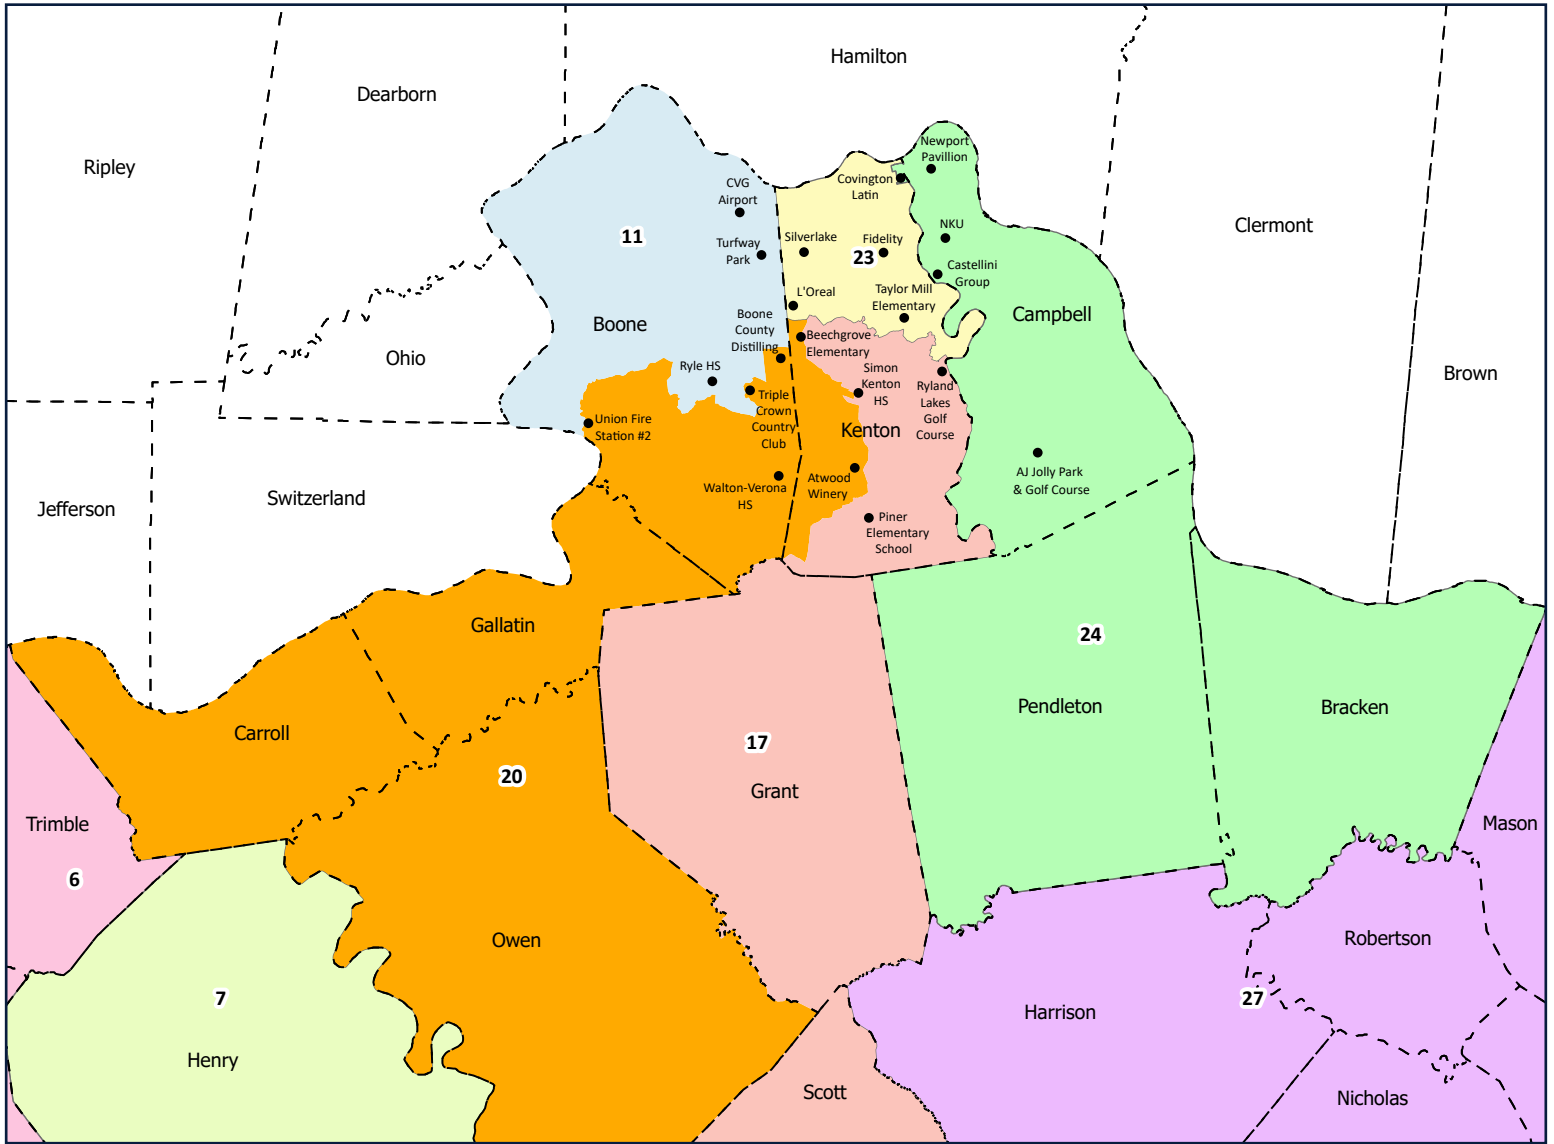 Hamilton
Dearborn
Ripley
Newport
Pavillion
Covington
Latin
CVG
Airport
Clermont
NKU
11
Silverlake
Fidelity
Turfway
Park
23
Castellini
Group
L'Oreal
Taylor Mill
Elementary
Campbell
Boone
Boone
County
Distilling
Beechgrove
Elementary
Ohio
Ryle HS
Simon
Kenton
HS
Brown
Ryland
Lakes
Golf
Course
Triple
Crown
Country
Club
Union Fire
Station #2
Kenton
AJ Jolly Park
& Golf Course
Atwood
Winery
Walton-Verona
HS
Switzerland
Jefferson
Piner
Elementary
School
Gallatin
24
Pendleton
Bracken
Carroll
17
20
Grant
Trimble
Mason
6
Owen
Robertson
7
27
Harrison
Henry
Scott
Nicholas